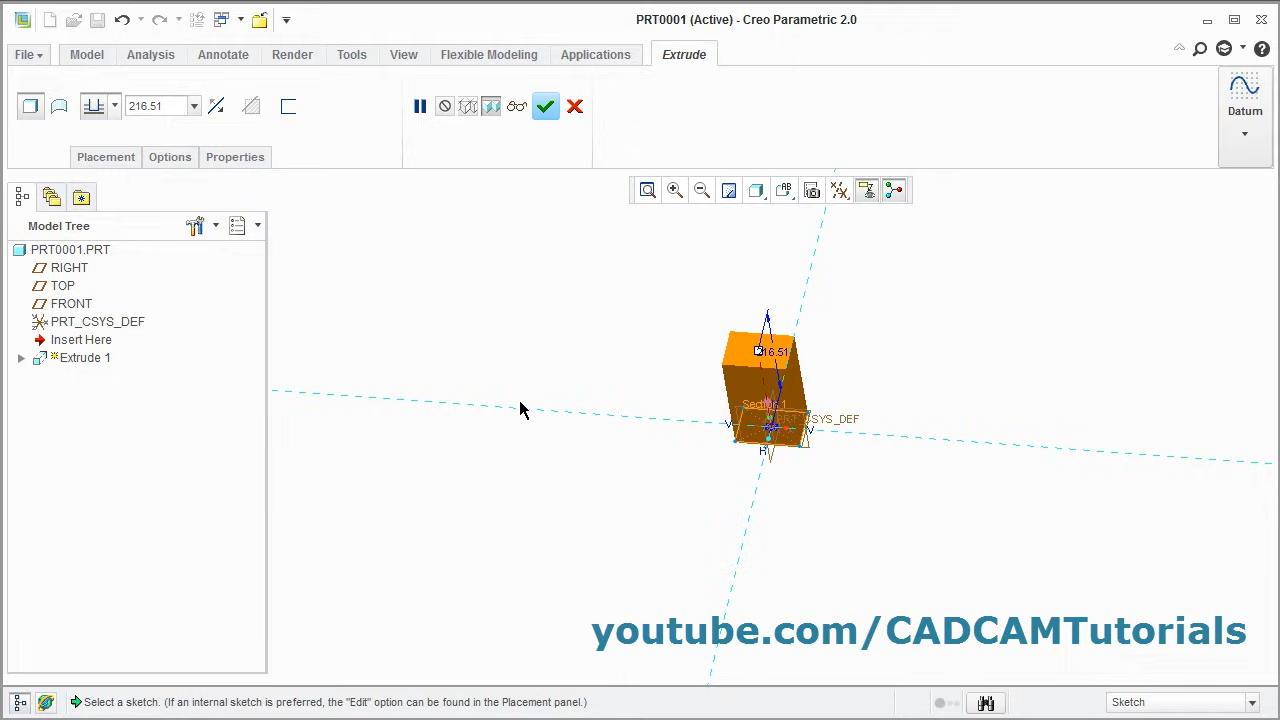 PRT0001 (Active) - Creo Parametric 2.0
File
Model
Analysis
Annotate
Render
Tools
View
Flexible Modeling
Applications
Extrude
216.51
Datum
Placement
Options
Properties
Model Tree
PRT0001.PRT
RIGHT
TOP
FRONT
PRT_CSYS_DEF
Insert Here
Extrude 1
216.51
Section 1
PRT_CSYS_DEF
V
V
H
youtube.com/CADCAMTutorials
Select a sketch. (If an internal sketch is preferred, the "Edit" option can be found in the Placement panel.)
Sketch